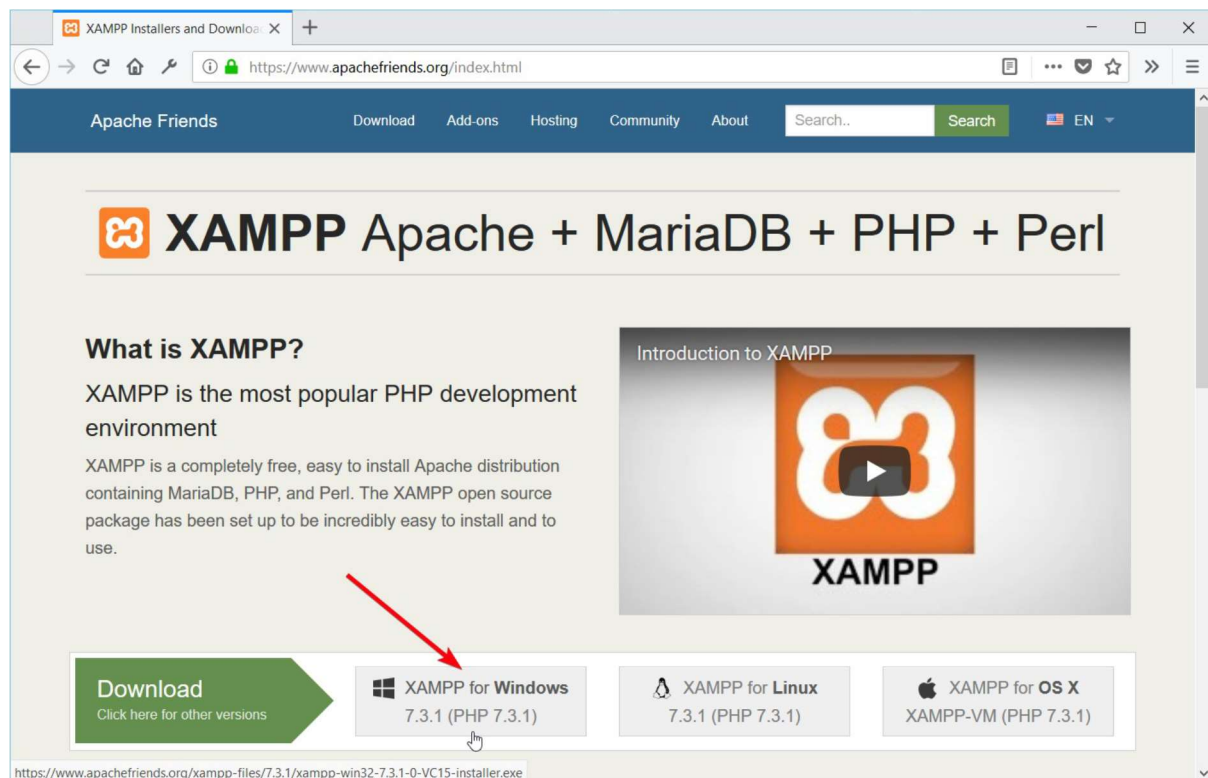 XAMPP Installers and Downloa
https://www.apachefriends.org/index.html
Apache Friends Download Add-ons Hosting Community About Search.. Search EN
XAMPP Apache + MariaDB + PHP + Perl
What is XAMPP?
XAMPP is the most popular PHP development
environment
XAMPP is a completely free, easy to install Apache distribution
containing MariaDB, PHP, and Perl. The XAMPP open source
package has been set up to be incredibly easy to install and to
use.
Introduction to XAMPP
XAMPP
Download
Click here for other versions
XAMPP for Windows
7.3.1 (PHP 7.3.1)
XAMPP for Linux
7.3.1 (PHP 7.3.1)
XAMPP for OS X
XAMPP-VM (PHP 7.3.1)
https://www.apachefriends.org/xampp-files/7.3.1/xampp-win32-7.3.1-0-VC15-installer.exe